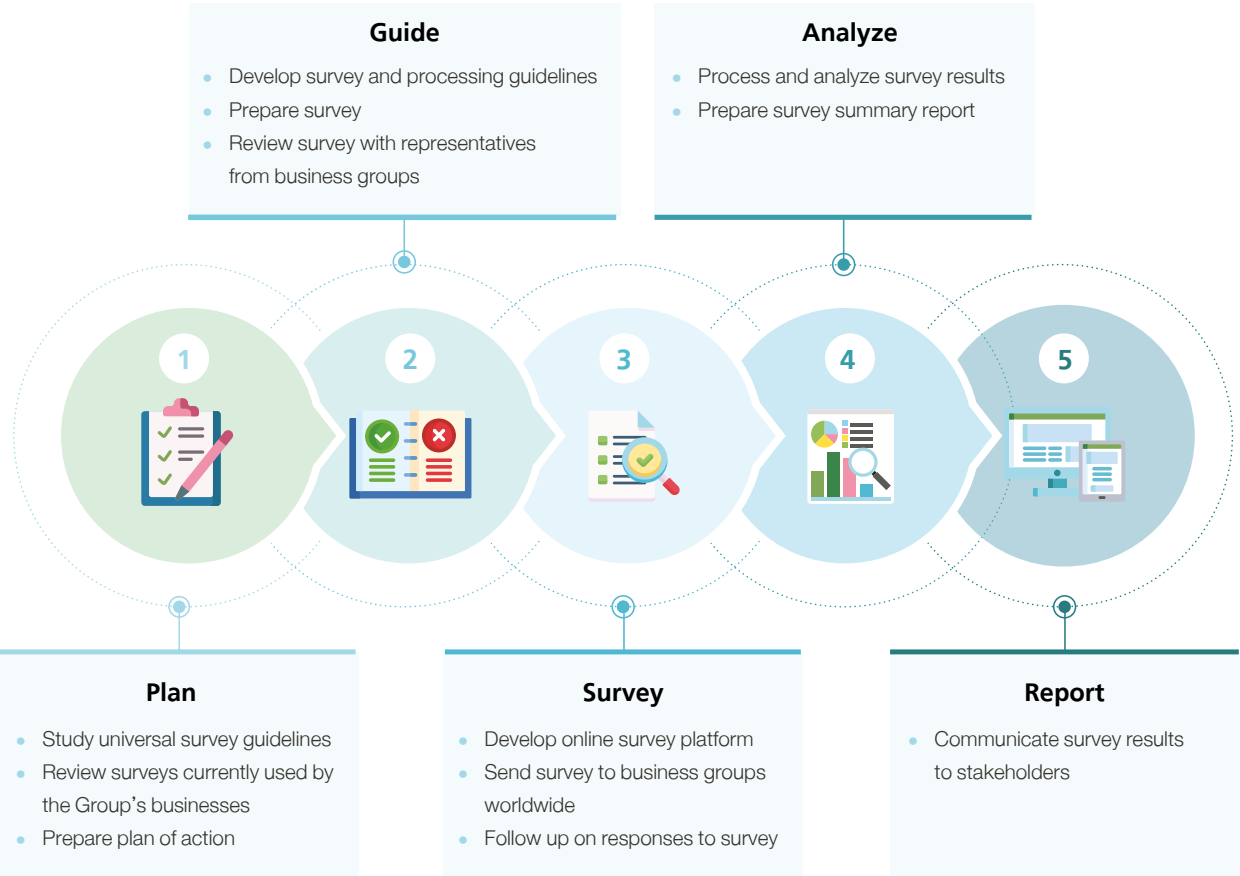 Guide
Develop survey and processing guidelines
Prepare survey
Review survey with representatives
from business groups
Analyze
Process and analyze survey results
Prepare survey summary report
1
2
3
4
5
Plan
Study universal survey guidelines
Review surveys currently used by
the Group’s businesses
Prepare plan of action
Survey
Develop online survey platform
Send survey to business groups
worldwide
Follow up on responses to survey
Report
Communicate survey results
to stakeholders